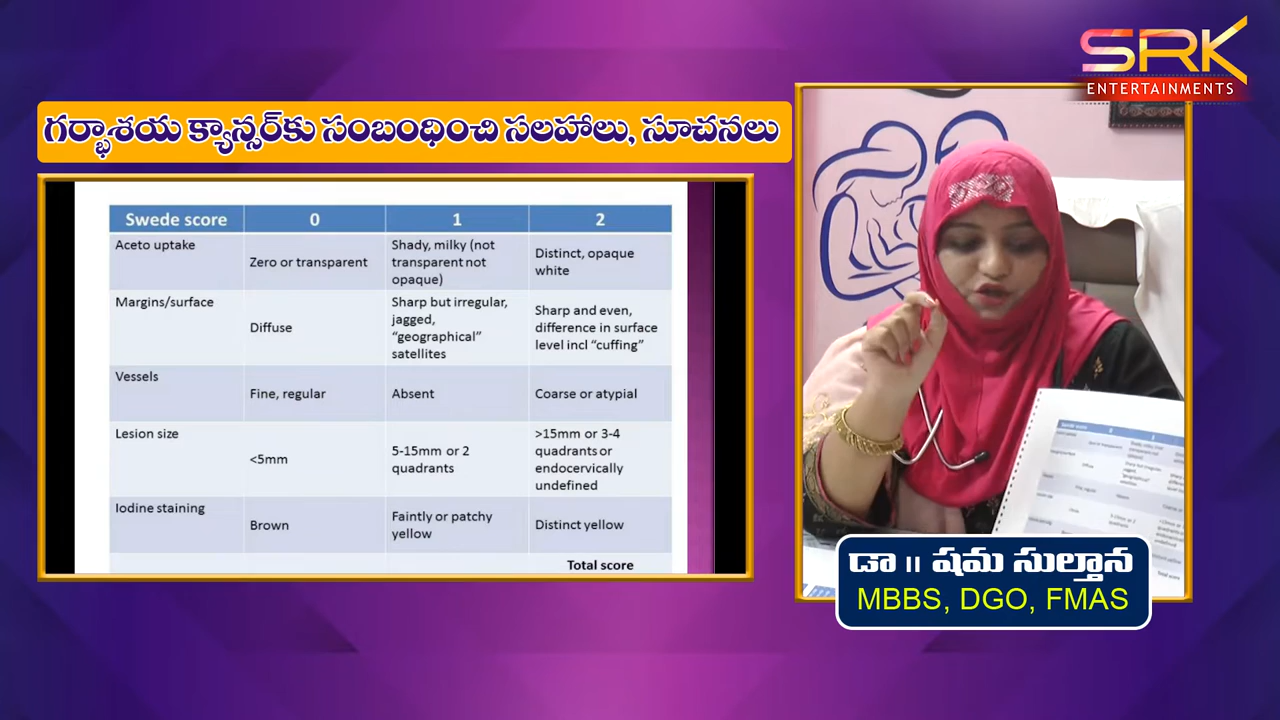 SRK
ENTERTAINMENTS
గర్భాశయ క్యాన్సర్‌కు సంబంధించి సలహాలు, సూచనలు
Swede score 0 1 2
Aceto uptake
Zero or transparent
Shady, milky (not
transparent not
opaque)
Distinct, opaque
white
Margins/surface
Diffuse
Sharp but irregular,
jagged,
“geographical”
satellites
Sharp and even,
difference in surface
level incl “cuffing”
Vessels
Fine, regular
Absent
Coarse or atypial
Lesion size
<5mm
5-15mm or 2
quadrants
>15mm or 3-4
quadrants or
endocervically
undefined
Iodine staining
Brown
Faintly or patchy
yellow
Distinct yellow
Total score
డా॥ షమ సుల్తాన
MBBS, DGO, FMAS